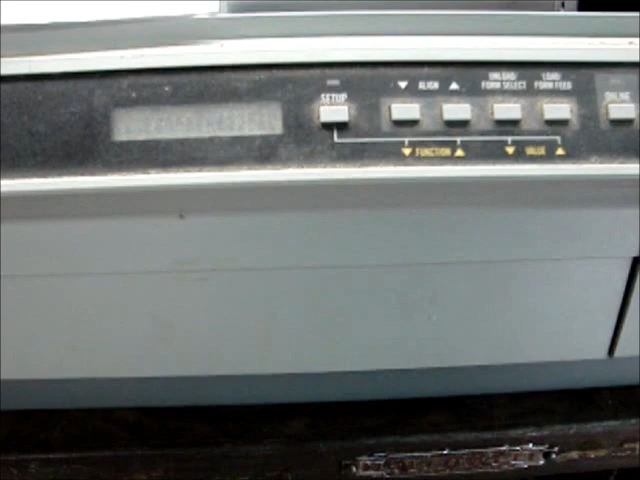 SETUP
▼ ALIGN ▲
UNLOAD/
FORM SELECT
LOAD/
FORM FEED
ONLINE
▼ FUNCTION ▲
▼ VALUE ▲